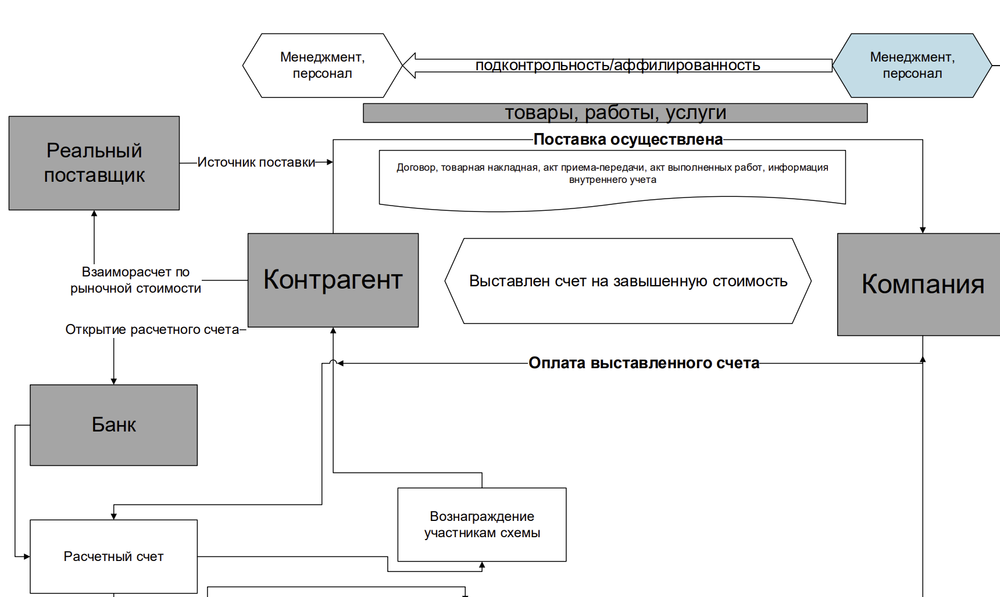 Менеджмент,
персонал
подконтрольность/аффилированность
Менеджмент,
персонал
товары, работы, услуги
Поставка осуществлена
Реальный
поставщик
Источник поставки
Договор, товарная накладная, акт приема-передачи, акт выполненных работ, информация
внутреннего учета
Взаиморасчет по
рыночной стоимости
Контрагент
Выставлен счет на завышенную стоимость
Компания
Открытие расчетного счета
Оплата выставленного счета
Банк
Вознаграждение
участникам схемы
Расчетный счет